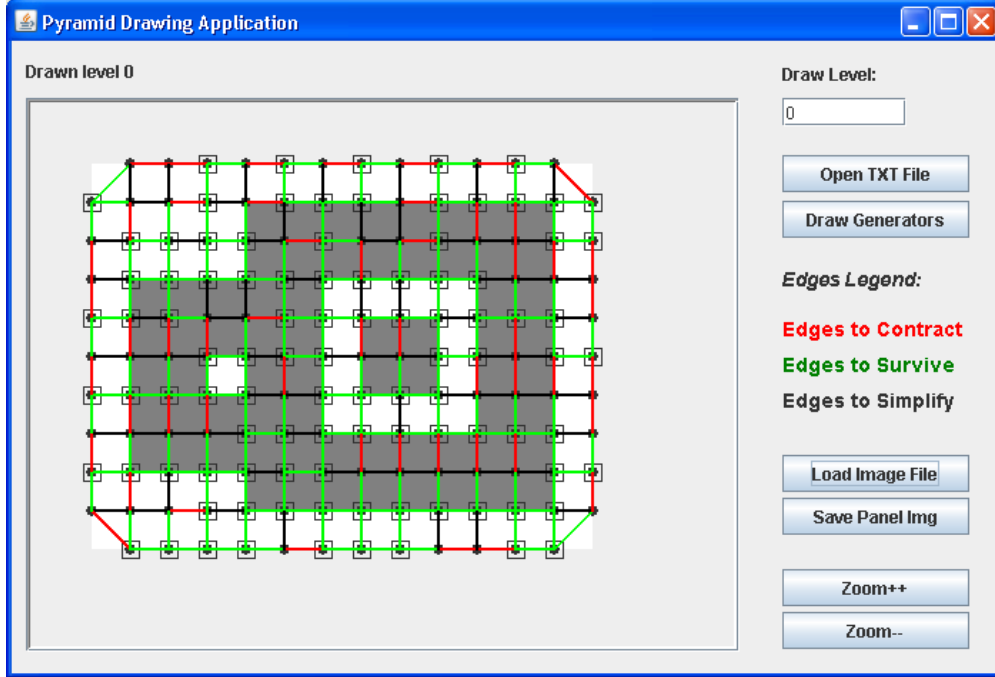 Pyramid Drawing Application
Drawn level 0
Draw Level:
0
Open TXT File
Draw Generators
Edges Legend:
Edges to Contract
Edges to Survive
Edges to Simplify
Load Image File
Save Panel Img
Zoom++
Zoom--